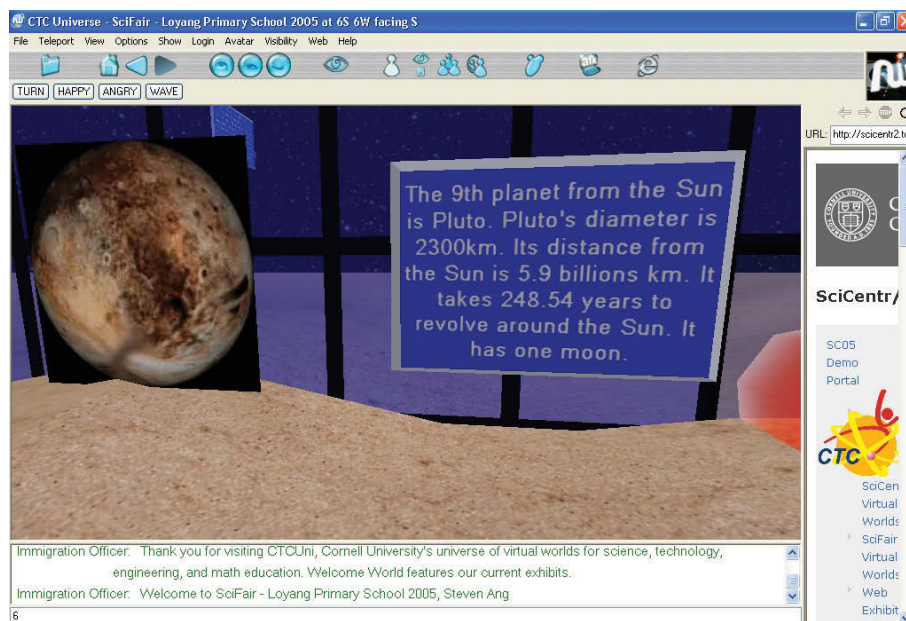 CTC Universe - SciFair - Loyang Primary School 2005 at 6S 6W facing S
File Teleport View Options Show Login Avatar Visibility Web Help
TURN HAPPY ANGRY WAVE
URL: http://scicentr2.t
The 9th planet from the Sun
is Pluto. Pluto's diameter is
2300km. Its distance from
the Sun is 5.9 billions km. It
takes 248.54 years to
revolve around the Sun. It
has one moon.
SciCentr/
SC05
Demo
Portal
CTC
SciCen
Virtual
Worlds
SciFair
Virtual
Worlds
Web
Exhibit
Immigration Officer: Thank you for visiting CTCUni, Cornell University's universe of virtual worlds for science, technology,
engineering, and math education. Welcome World features our current exhibits.
Immigration Officer: Welcome to SciFair - Loyang Primary School 2005, Steven Ang
6